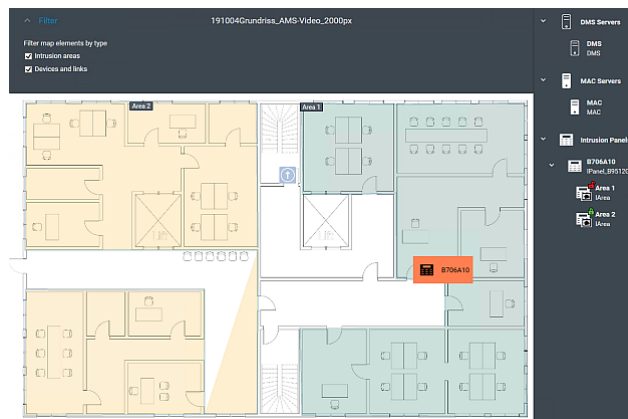 Filter
191004Grundriss_AMS-Video_2000px
Filter map elements by type
Intrusion areas
Devices and links
Area 2
Area 1
B706A10
DMS Servers
DMS
DMS
MAC Servers
MAC
MAC
Intrusion Panels
B706A10
IPanel_B9512G
Area 1
IArea
Area 2
IArea